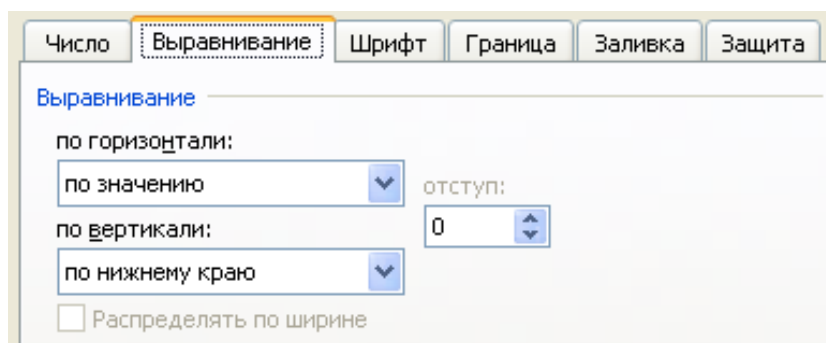 Число Выравнивание Шрифт Граница Заливка Защита
Выравнивание
по горизонтали:
по значению отступ:
по вертикали: 0
по нижнему краю
Распределять по ширине